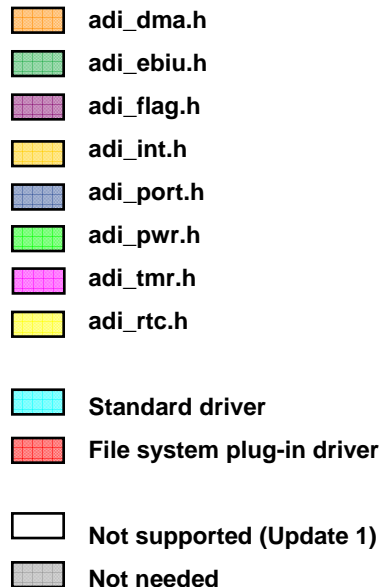 adi_dma.h
adi_ebiu.h
adi_flag.h
adi_int.h
adi_port.h
adi_pwr.h
adi_tmr.h
adi_rtc.h
Standard driver
File system plug-in driver
Not supported (Update 1)
Not needed